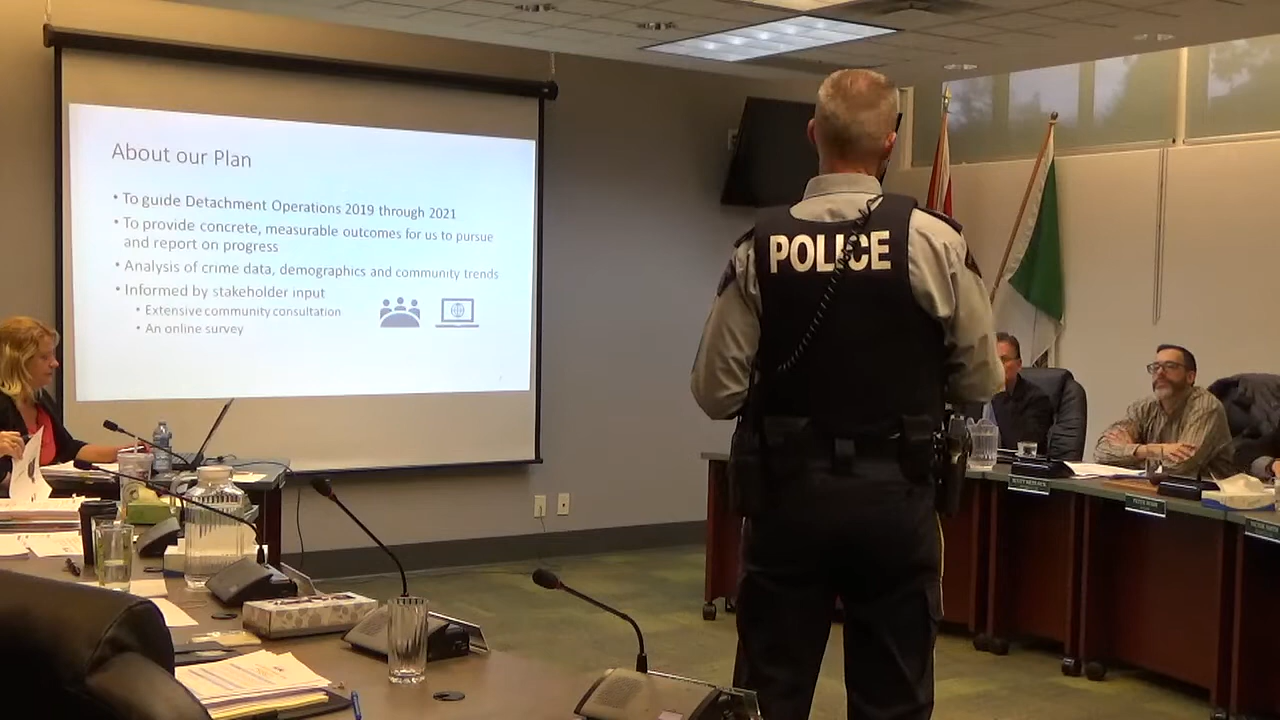 About our Plan
• To guide Detachment Operations 2019 through 2021
• To provide concrete, measurable outcomes for us to pursue
and report on progress
• Analysis of crime data, demographics and community trends
• Informed by stakeholder input
• Extensive community consultation
• An online survey
POLICE